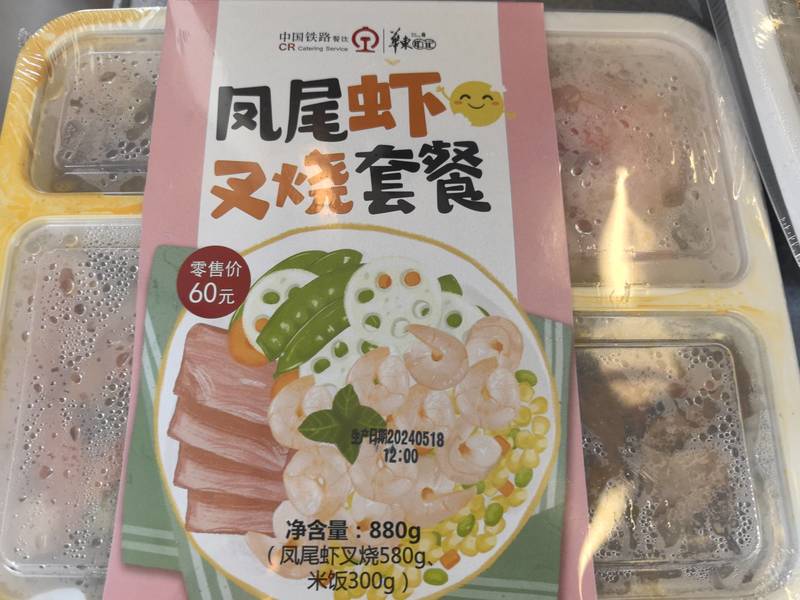 中国铁路 餐饮
CR Catering Service
华东
凤尾虾
叉烧套餐
零售价
60元
生产日期20240518
12:00
净含量：880g
（凤尾虾叉烧580g、
米饭300g）